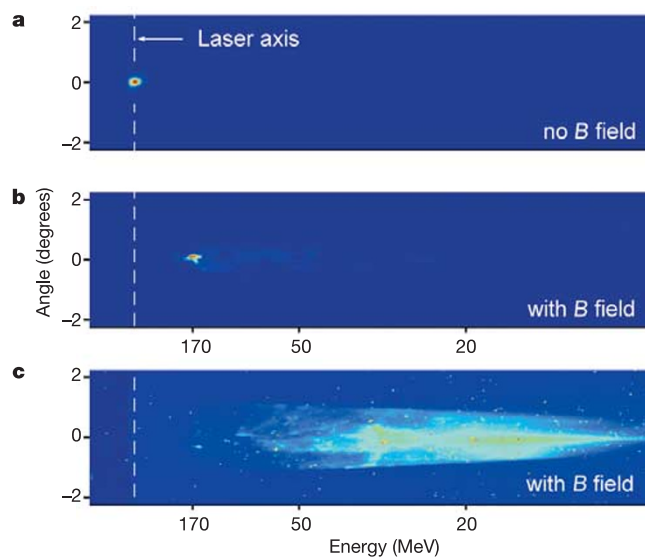 a
2
Laser axis
0
no B field
−2
b
2
0
Angle (degrees)
with B field
−2
170 50 20
c
2
0
with B field
−2
170 50 20
Energy (MeV)